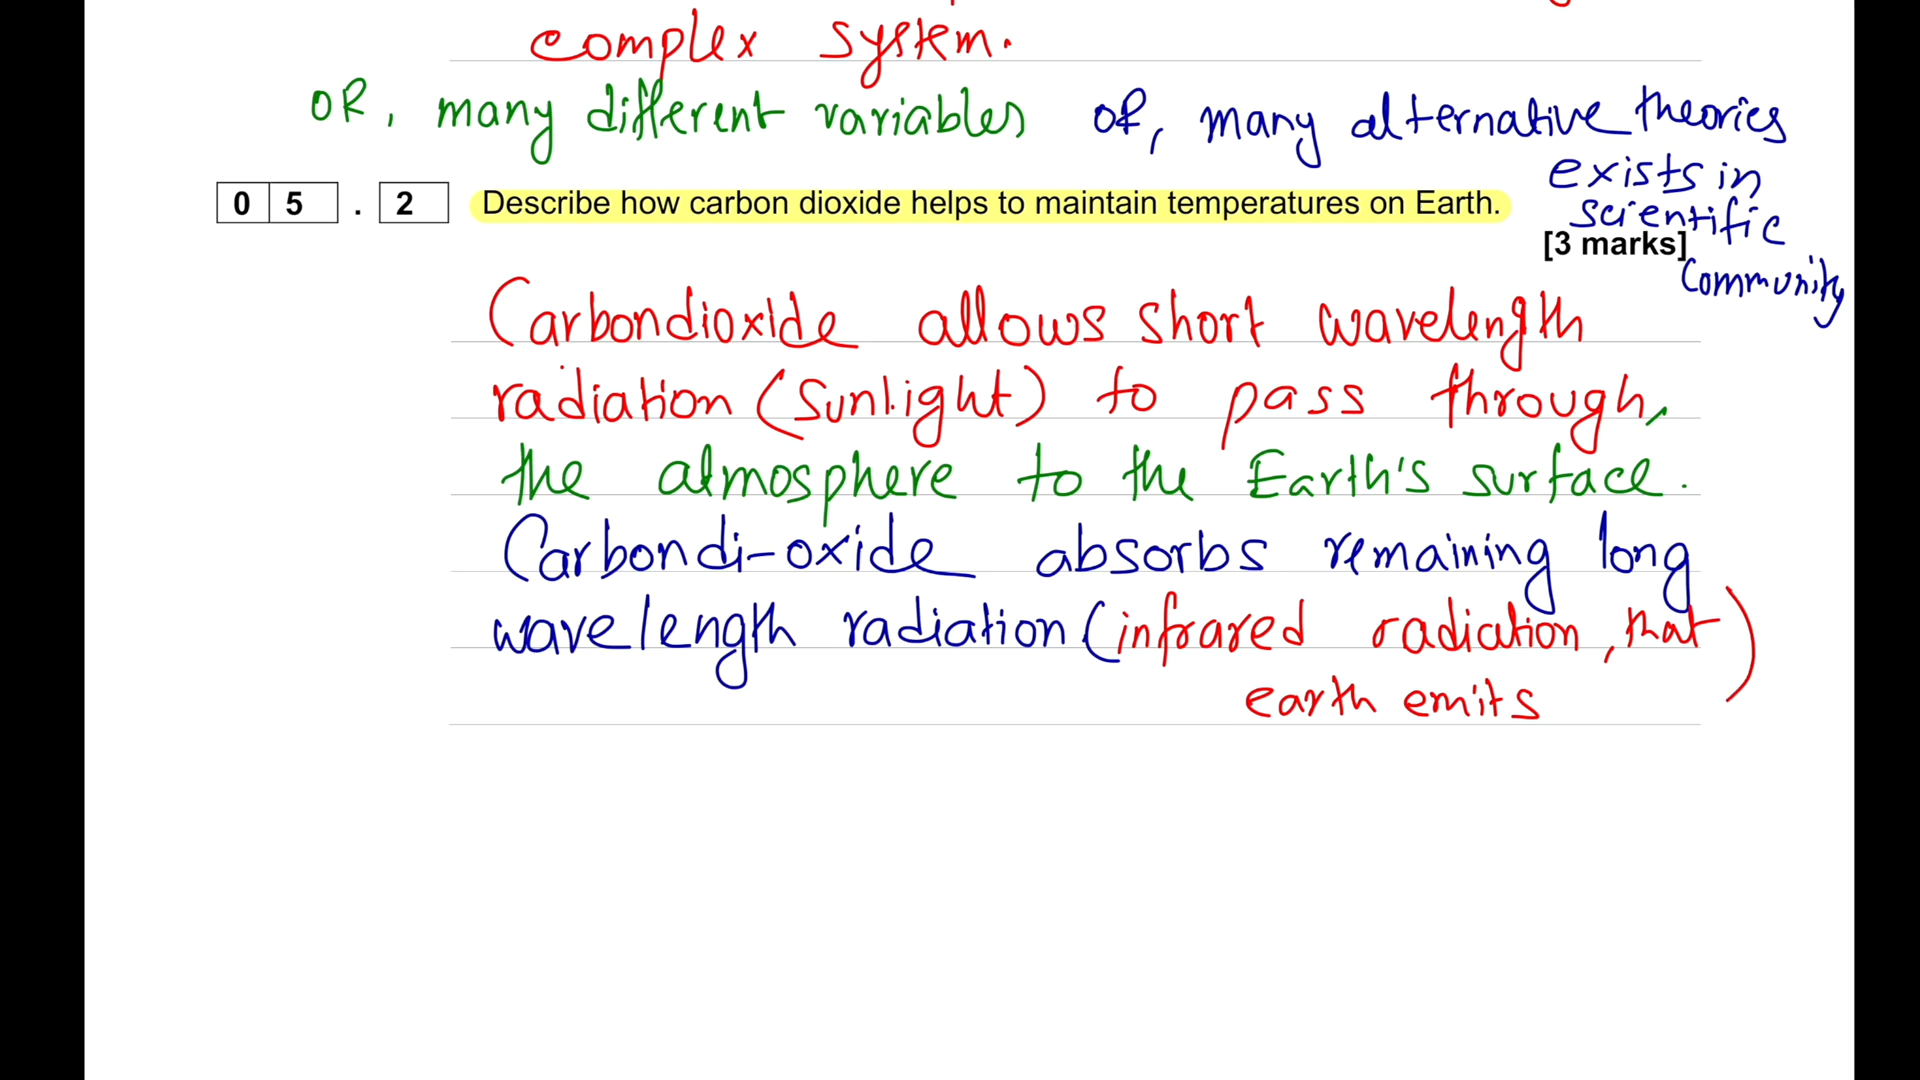 complex system.
OR, many different variables OR, many alternative theories
exists in
scientific
community
05.2 Describe how carbon dioxide helps to maintain temperatures on Earth.
[3 marks]
Carbondioxide allows short wavelength
radiation (sunlight) to pass through,
the atmosphere to the Earth's surface.
Carbondi-oxide absorbs remaining long
wavelength radiation (infrared radiation, that
earth emits)